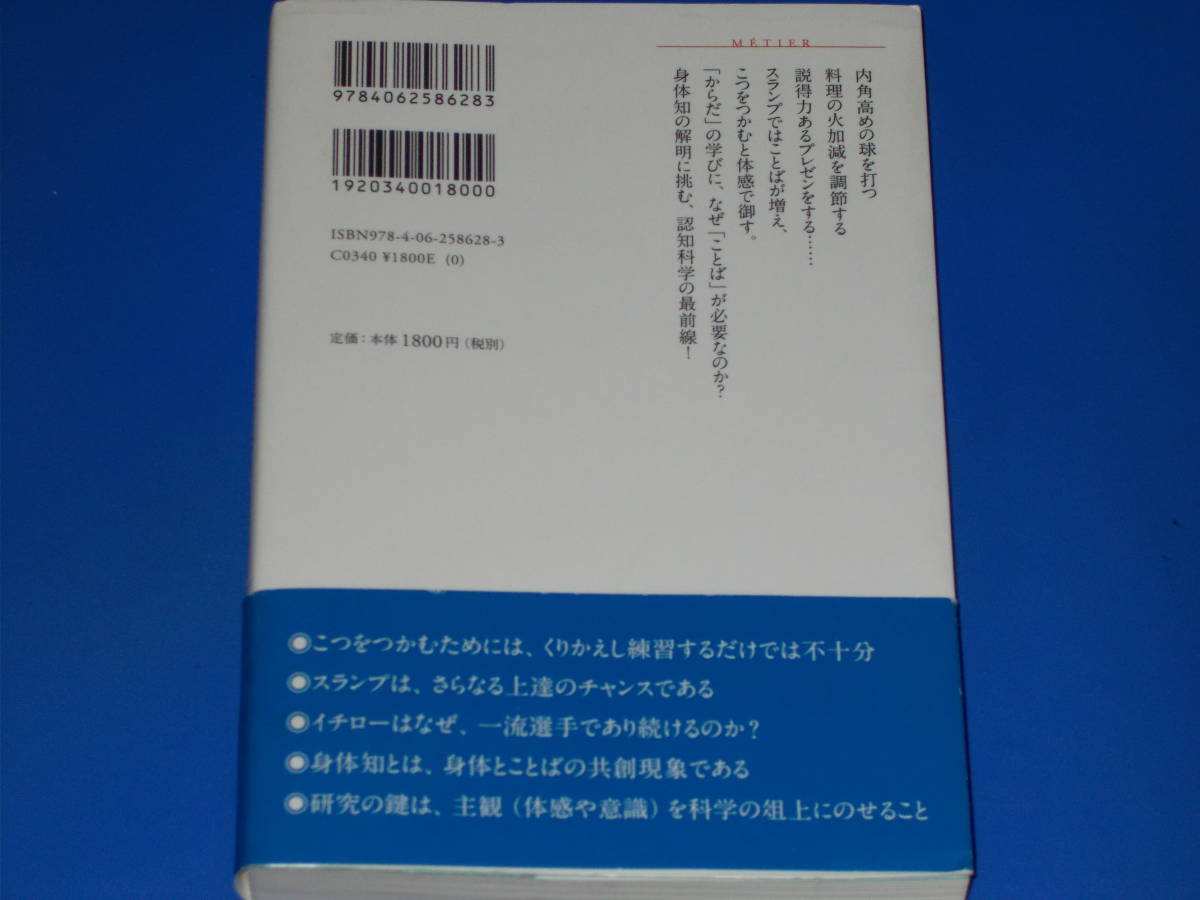 MÉTIER
内角高めの球を打つ
料理の火加減を調節する
説得力あるプレゼンをする……
スランプではことばが増え、
こつをつかむと体感で御す。
「からだ」の学びに、なぜ「ことば」が必要なのか？
身体知の解明に挑む、認知科学の最前線！
9784062586283
1920340018000
ISBN978-4-06-258628-3
C0340 ¥1800E (0)
定価：本体1800円（税別）
◉こつをつかむためには、くりかえし練習するだけでは不十分
◉スランプは、さらなる上達のチャンスである
◉イチローはなぜ、一流選手であり続けるのか？
◉身体知とは、身体とことばの共創現象である
◉研究の鍵は、主観（体感や意識）を科学の俎上にのせること